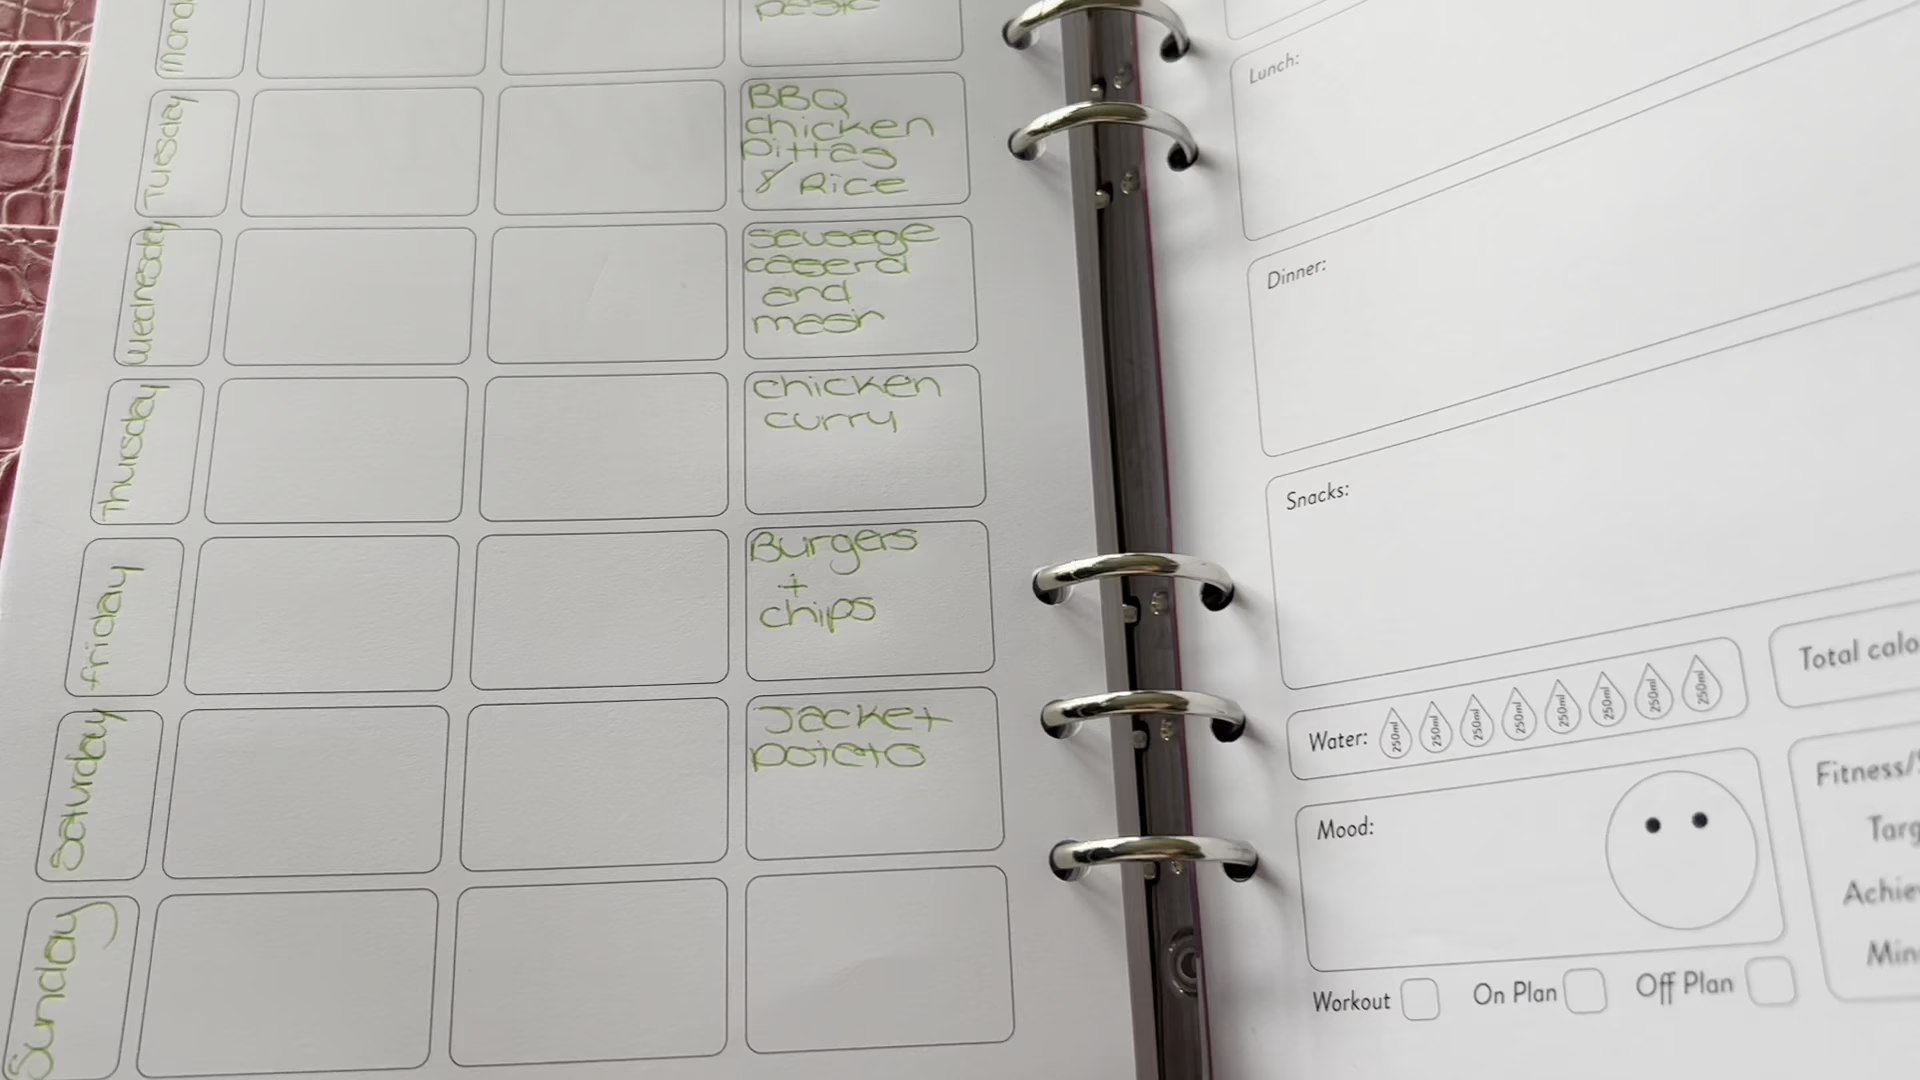 Mond
Tuesday
BBQ
chicken
pittas
& Rice
Wednesday
sausage
and
mash
Thursday
chicken
curry
friday
Burgers
+
chips
Saturday
Jacket
potato
Sunday
Lunch:
Dinner:
Snacks:
Water: 250ml 250ml 250ml 250ml 250ml 250ml 250ml 250ml
Total calo
Mood:
Fitness/
Targ
Achie
Min
Workout
On Plan
Off Plan